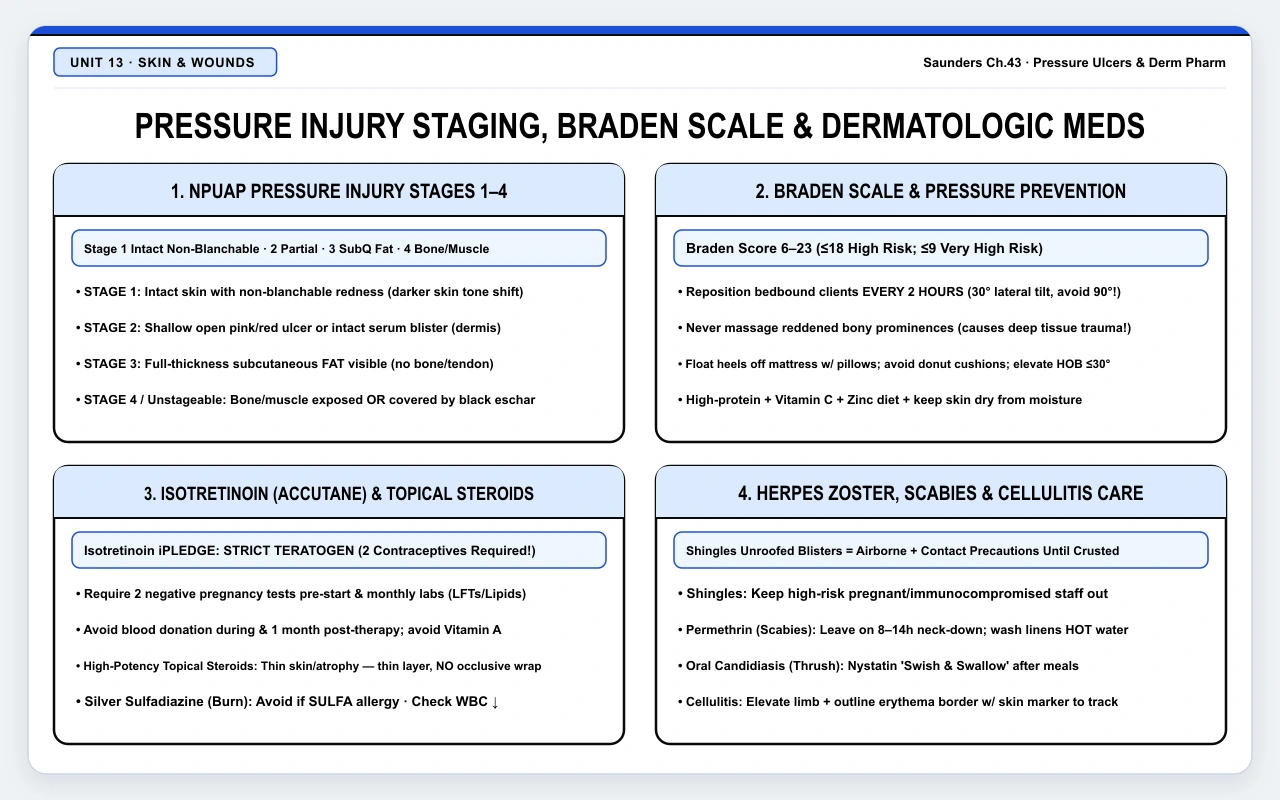 UNIT 13 · SKIN & WOUNDS
Saunders Ch.43 · Pressure Ulcers & Derm Pharm
PRESSURE INJURY STAGING, BRADEN SCALE & DERMATOLOGIC MEDS
1. NPUAP PRESSURE INJURY STAGES 1–4
Stage 1 Intact Non-Blanchable · 2 Partial · 3 SubQ Fat · 4 Bone/Muscle
• STAGE 1: Intact skin with non-blanchable redness (darker skin tone shift)
• STAGE 2: Shallow open pink/red ulcer or intact serum blister (dermis)
• STAGE 3: Full-thickness subcutaneous FAT visible (no bone/tendon)
• STAGE 4 / Unstageable: Bone/muscle exposed OR covered by black eschar
2. BRADEN SCALE & PRESSURE PREVENTION
Braden Score 6–23 (≤18 High Risk; ≤9 Very High Risk)
• Reposition bedbound clients EVERY 2 HOURS (30° lateral tilt, avoid 90°!)
• Never massage reddened bony prominences (causes deep tissue trauma!)
• Float heels off mattress w/ pillows; avoid donut cushions; elevate HOB ≤30°
• High-protein + Vitamin C + Zinc diet + keep skin dry from moisture
3. ISOTRETINOIN (ACCUTANE) & TOPICAL STEROIDS
Isotretinoin iPLEDGE: STRICT TERATOGEN (2 Contraceptives Required!)
• Require 2 negative pregnancy tests pre-start & monthly labs (LFTs/Lipids)
• Avoid blood donation during & 1 month post-therapy; avoid Vitamin A
• High-Potency Topical Steroids: Thin skin/atrophy — thin layer, NO occlusive wrap
• Silver Sulfadiazine (Burn): Avoid if SULFA allergy · Check WBC ↓
4. HERPES ZOSTER, SCABIES & CELLULITIS CARE
Shingles Unroofed Blisters = Airborne + Contact Precautions Until Crusted
• Shingles: Keep high-risk pregnant/immunocompromised staff out
• Permethrin (Scabies): Leave on 8–14h neck-down; wash linens HOT water
• Oral Candidiasis (Thrush): Nystatin 'Swish & Swallow' after meals
• Cellulitis: Elevate limb + outline erythema border w/ skin marker to track